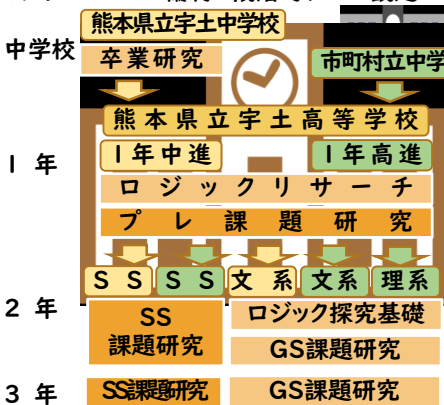 熊本県立宇土中学校
中学校
卒業研究
市町村立中学
熊本県立宇土高等学校
1年
1年中進
1年高進
ロジックリサーチ
プレ課題研究
SS
SS
文系
文系
理系
2年
SS
課題研究
ロジック探究基礎
GS課題研究
3年
SS課題研究
GS課題研究